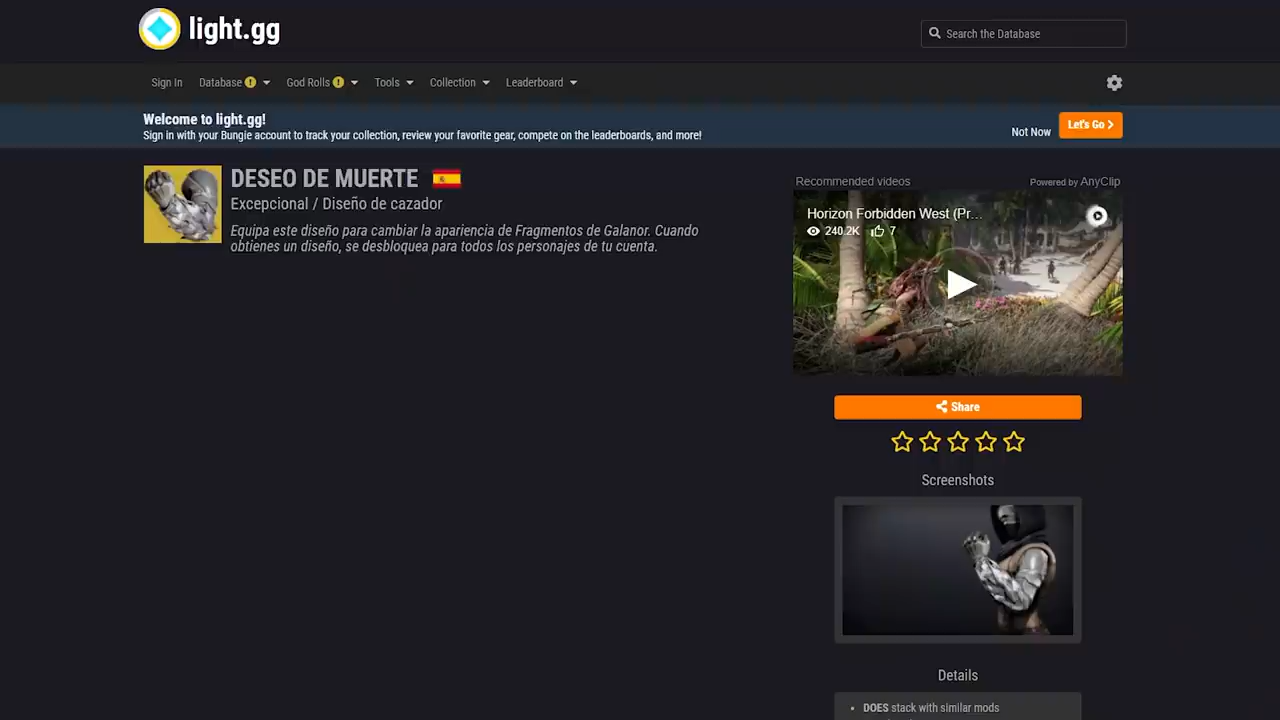 light.gg
Search the Database
Sign In
Database
God Rolls
Tools
Collection
Leaderboard
Welcome to light.gg!
Sign in with your Bungie account to track your collection, review your favorite gear, compete on the leaderboards, and more!
Not Now
Let's Go
DESEO DE MUERTE
Excepcional / Diseño de cazador
Equipa este diseño para cambiar la apariencia de Fragmentos de Galanor. Cuando
obtienes un diseño, se desbloquea para todos los personajes de tu cuenta.
Recommended videos
Powered by AnyClip
Horizon Forbidden West (Pr...
240.2K 7
Share
Screenshots
Details
DOES stack with similar mods